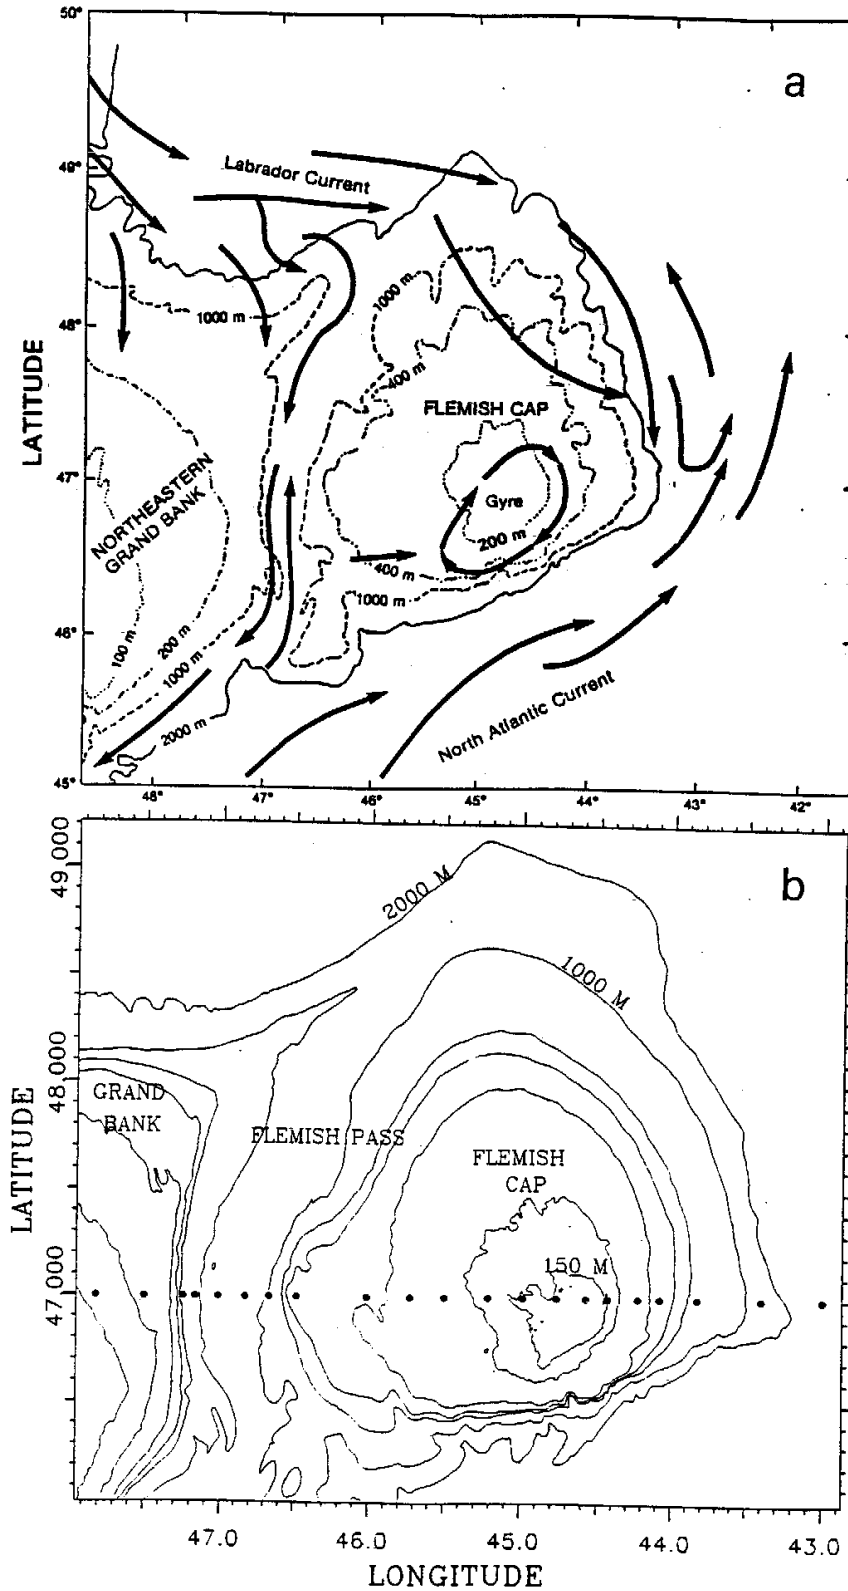 50°
a
49°
Labrador Current
1000 m
1000 m
48°
400 m
FLEMISH CAP
LATITUDE
47°
NORTHEASTERN
GRAND BANK
Gyre
200 m
400 m
1000 m
46°
100 m
200 m
1000 m
2000 m
North Atlantic Current
45°
48°
47°
46°
45°
44°
43°
42°
b
49,000
2000 M
1000 M
48,000
GRAND
BANK
FLEMISH PASS
FLEMISH
CAP
LATITUDE
150 M
47,000
47.0
46.0
45.0
44.0
43.0
LONGITUDE